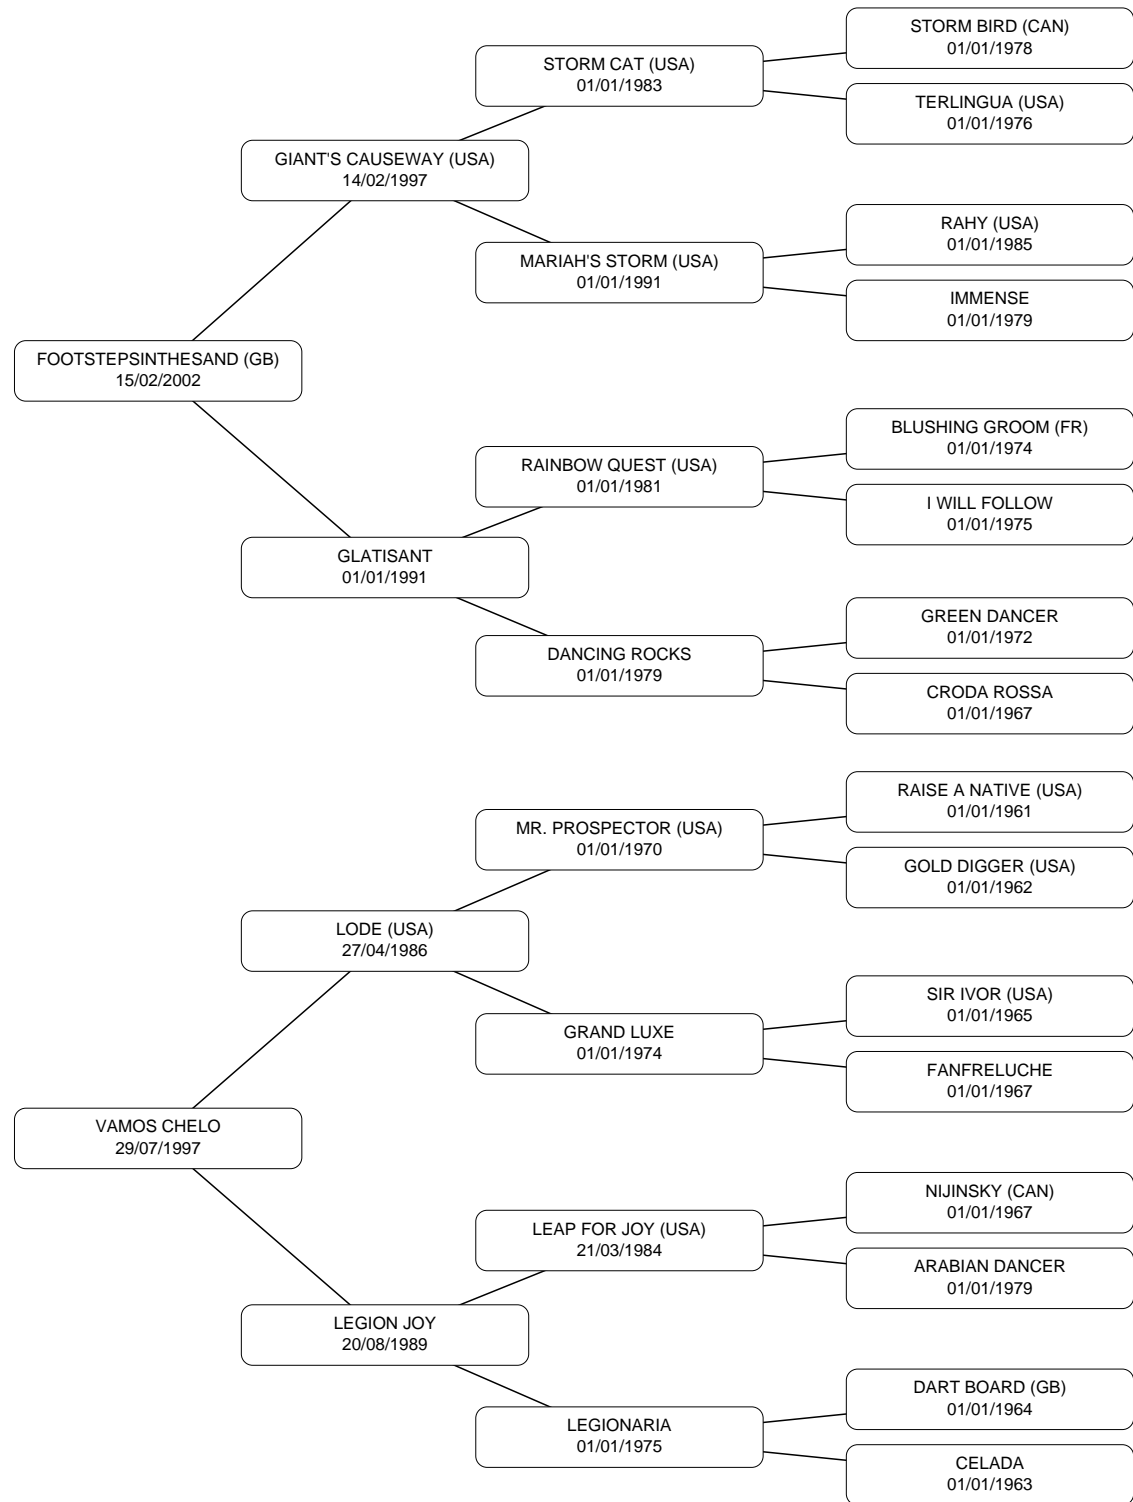 STORM BIRD (CAN)
01/01/1978
STORM CAT (USA)
01/01/1983
TERLINGUA (USA)
01/01/1976
GIANT'S CAUSEWAY (USA)
14/02/1997
RAHY (USA)
01/01/1985
MARIAH'S STORM (USA)
01/01/1991
IMMENSE
01/01/1979
FOOTSTEPSINTHESAND (GB)
15/02/2002
BLUSHING GROOM (FR)
01/01/1974
RAINBOW QUEST (USA)
01/01/1981
I WILL FOLLOW
01/01/1975
GLATISANT
01/01/1991
GREEN DANCER
01/01/1972
DANCING ROCKS
01/01/1979
CRODA ROSSA
01/01/1967
RAISE A NATIVE (USA)
01/01/1961
MR. PROSPECTOR (USA)
01/01/1970
GOLD DIGGER (USA)
01/01/1962
LODE (USA)
27/04/1986
SIR IVOR (USA)
01/01/1965
GRAND LUXE
01/01/1974
FANFRELUCHE
01/01/1967
VAMOS CHELO
29/07/1997
NIJINSKY (CAN)
01/01/1967
LEAP FOR JOY (USA)
21/03/1984
ARABIAN DANCER
01/01/1979
LEGION JOY
20/08/1989
DART BOARD (GB)
01/01/1964
LEGIONARIA
01/01/1975
CELADA
01/01/1963